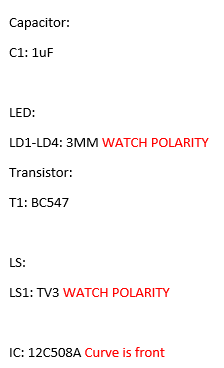 Capacitor:
C1: 1uF
LED:
LD1-LD4: 3MM WATCH POLARITY
Transistor:
T1: BC547
LS:
LS1: TV3 WATCH POLARITY
IC: 12C508A Curve is front